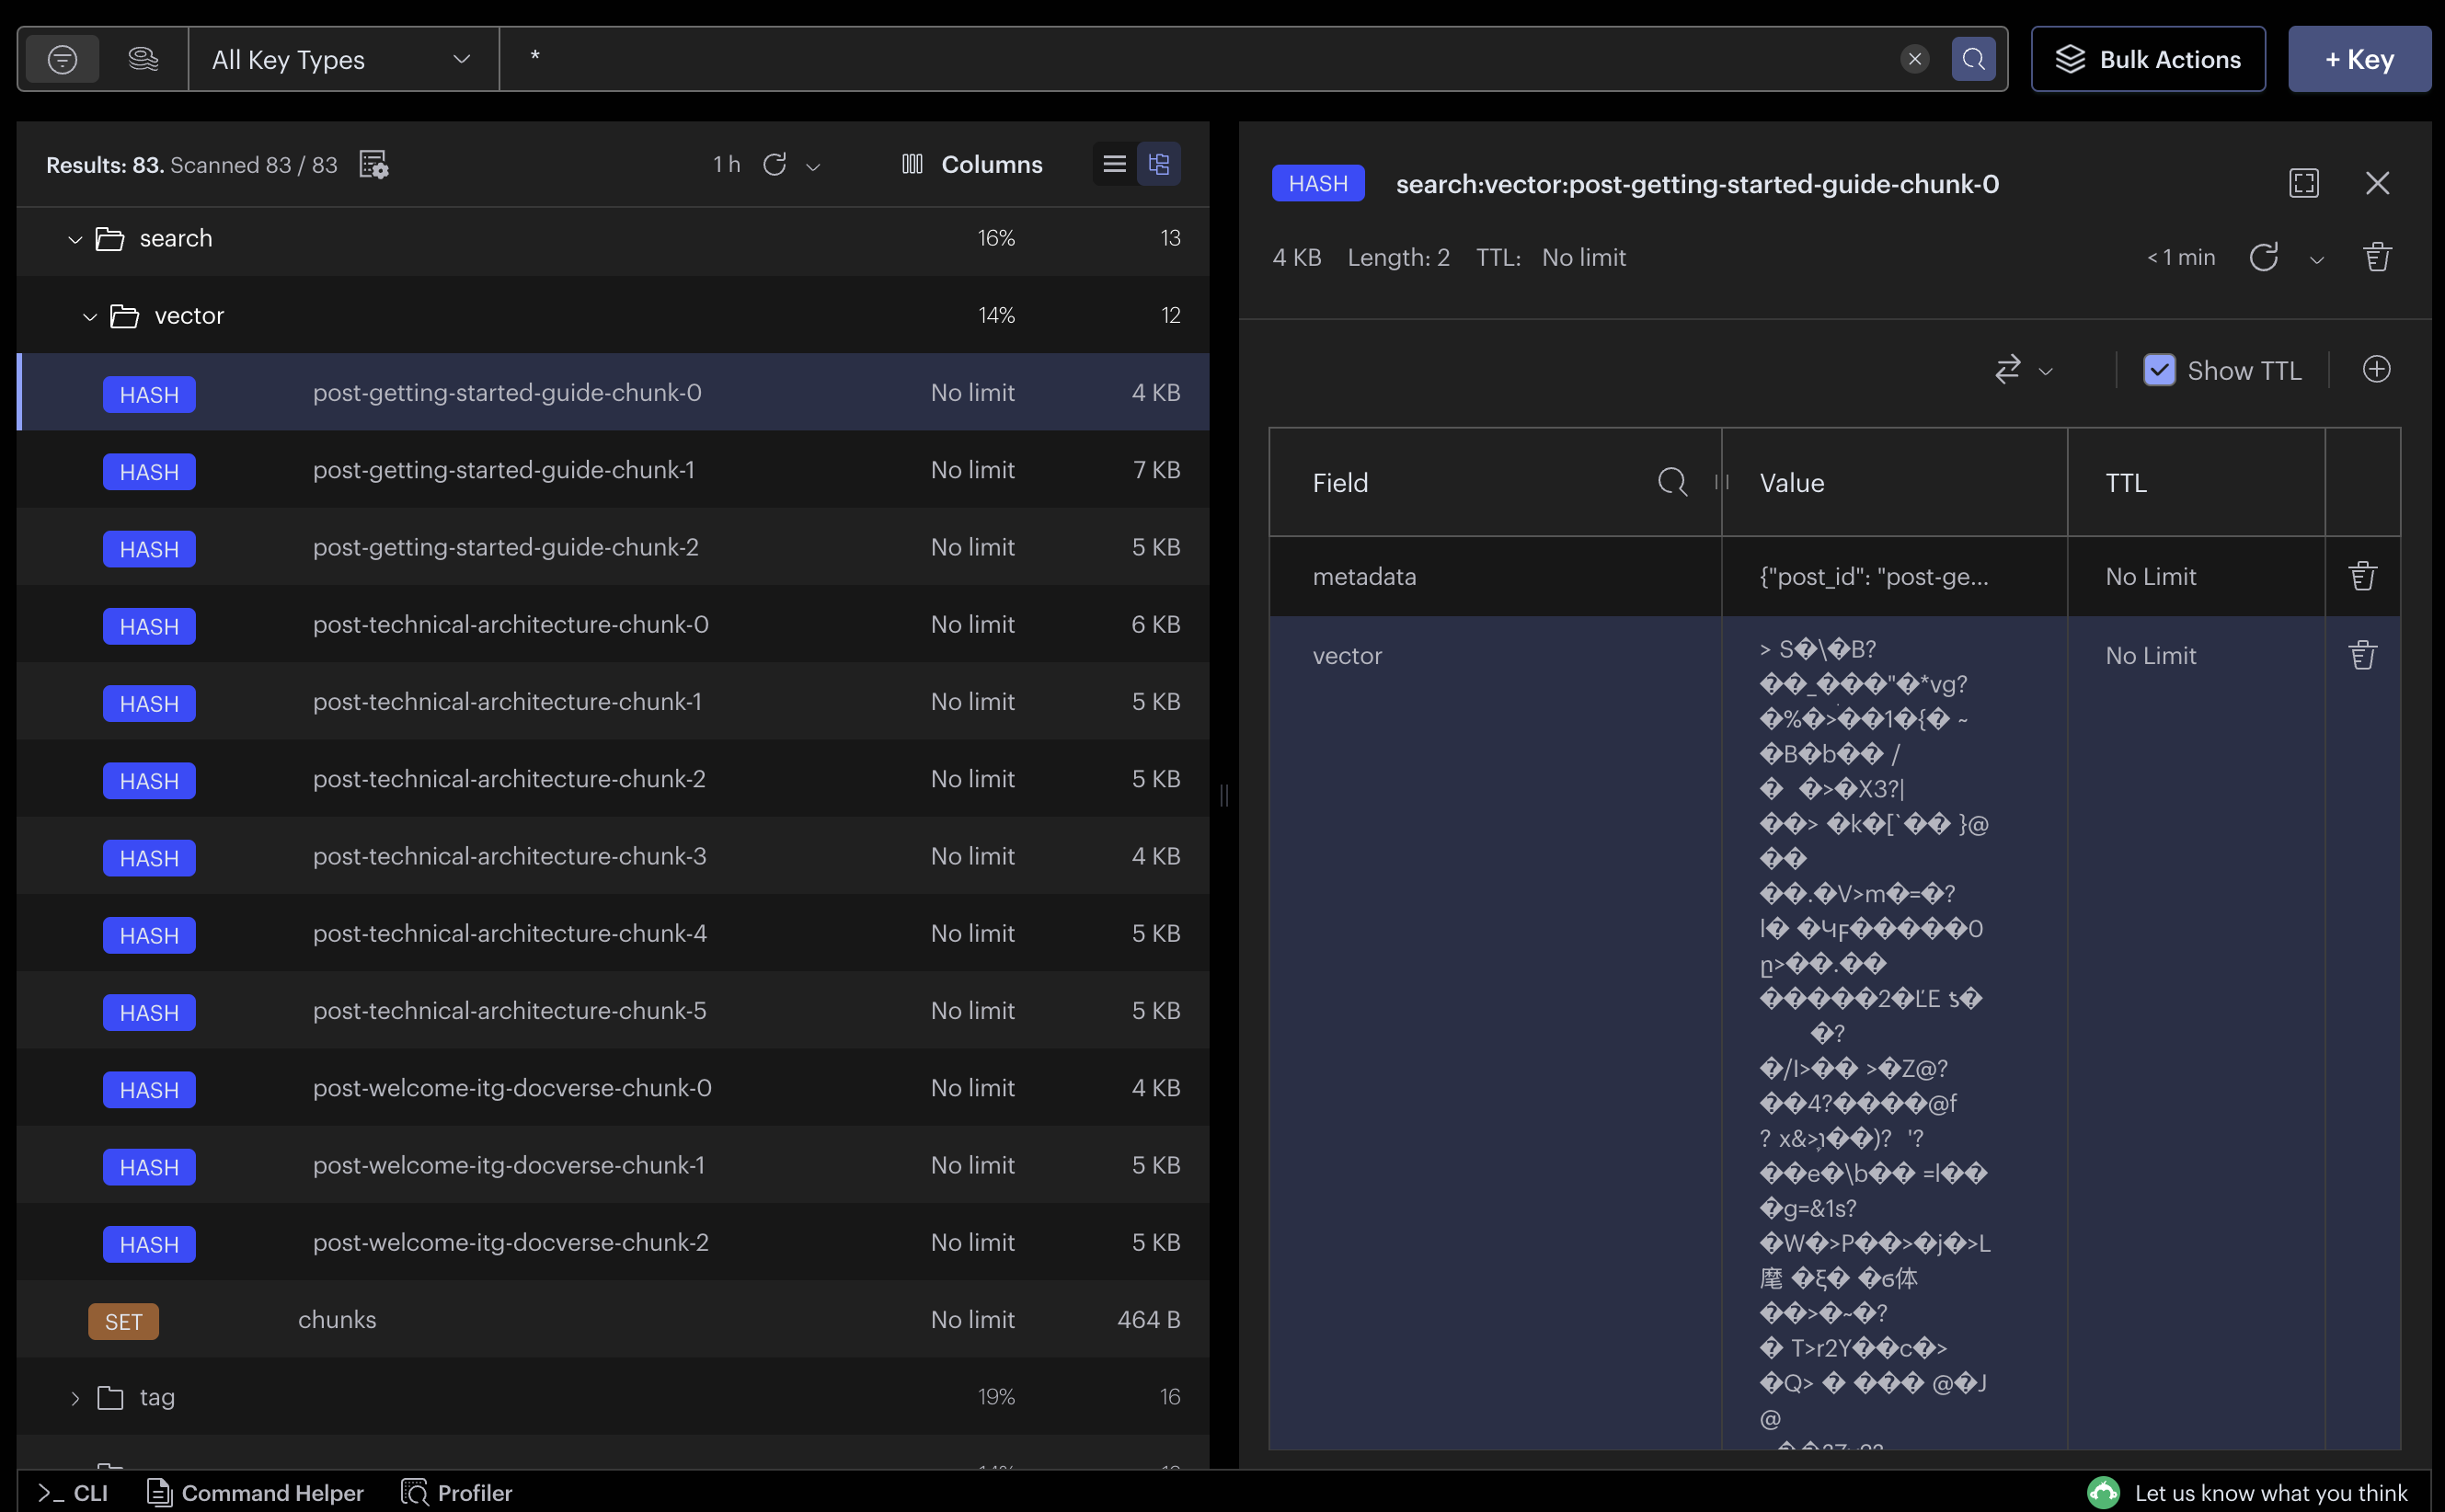 All Key Types
*
Bulk Actions
+ Key
Results: 83. Scanned 83 / 83
1 h
Columns
search 16% 13
vector 14% 12
HASH post-getting-started-guide-chunk-0 No limit 4 KB
HASH post-getting-started-guide-chunk-1 No limit 7 KB
HASH post-getting-started-guide-chunk-2 No limit 5 KB
HASH post-technical-architecture-chunk-0 No limit 6 KB
HASH post-technical-architecture-chunk-1 No limit 5 KB
HASH post-technical-architecture-chunk-2 No limit 5 KB
HASH post-technical-architecture-chunk-3 No limit 4 KB
HASH post-technical-architecture-chunk-4 No limit 5 KB
HASH post-technical-architecture-chunk-5 No limit 5 KB
HASH post-welcome-itg-docverse-chunk-0 No limit 4 KB
HASH post-welcome-itg-docverse-chunk-1 No limit 5 KB
HASH post-welcome-itg-docverse-chunk-2 No limit 5 KB
SET chunks No limit 464 B
tag 19% 16
HASH search:vector:post-getting-started-guide-chunk-0
4 KB Length: 2 TTL: No limit
< 1 min
Show TTL
Field Value TTL
metadata {"post_id": "post-ge... No Limit
vector No Limit
> S�\�B?
��_���"�*vg?
�%�>��1�{� ~
�B�b�� /
� �>�X3?|
��> �k�[`�� }@
��
��.�V>m�=�?
�����2�ĽE ꜩ�
�?
�/I>�� >�Z@?
��4?����@f
��e�\b�� =l��
�g=&1s?
�W�>P��>�j�>L
��>�~�?
� T>r2Y��c�>
�Q> � ��� @�J
@
>_ CLI
Command Helper
Profiler
Let us know what you think